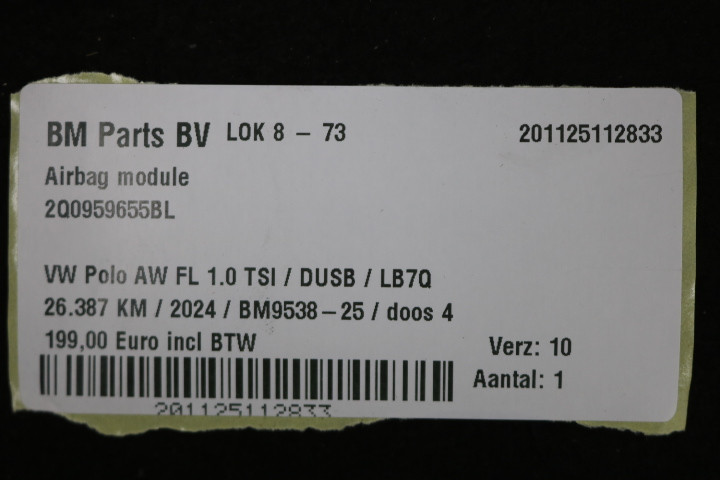 BM Parts BV LOK 8 - 73 201125112833
Airbag module
2Q0959655BL
VW Polo AW FL 1.0 TSI / DUSB / LB7Q
26.387 KM / 2024 / BM9538-25 / doos 4
199,00 Euro incl BTW
Verz: 10
Aantal: 1
201125112833